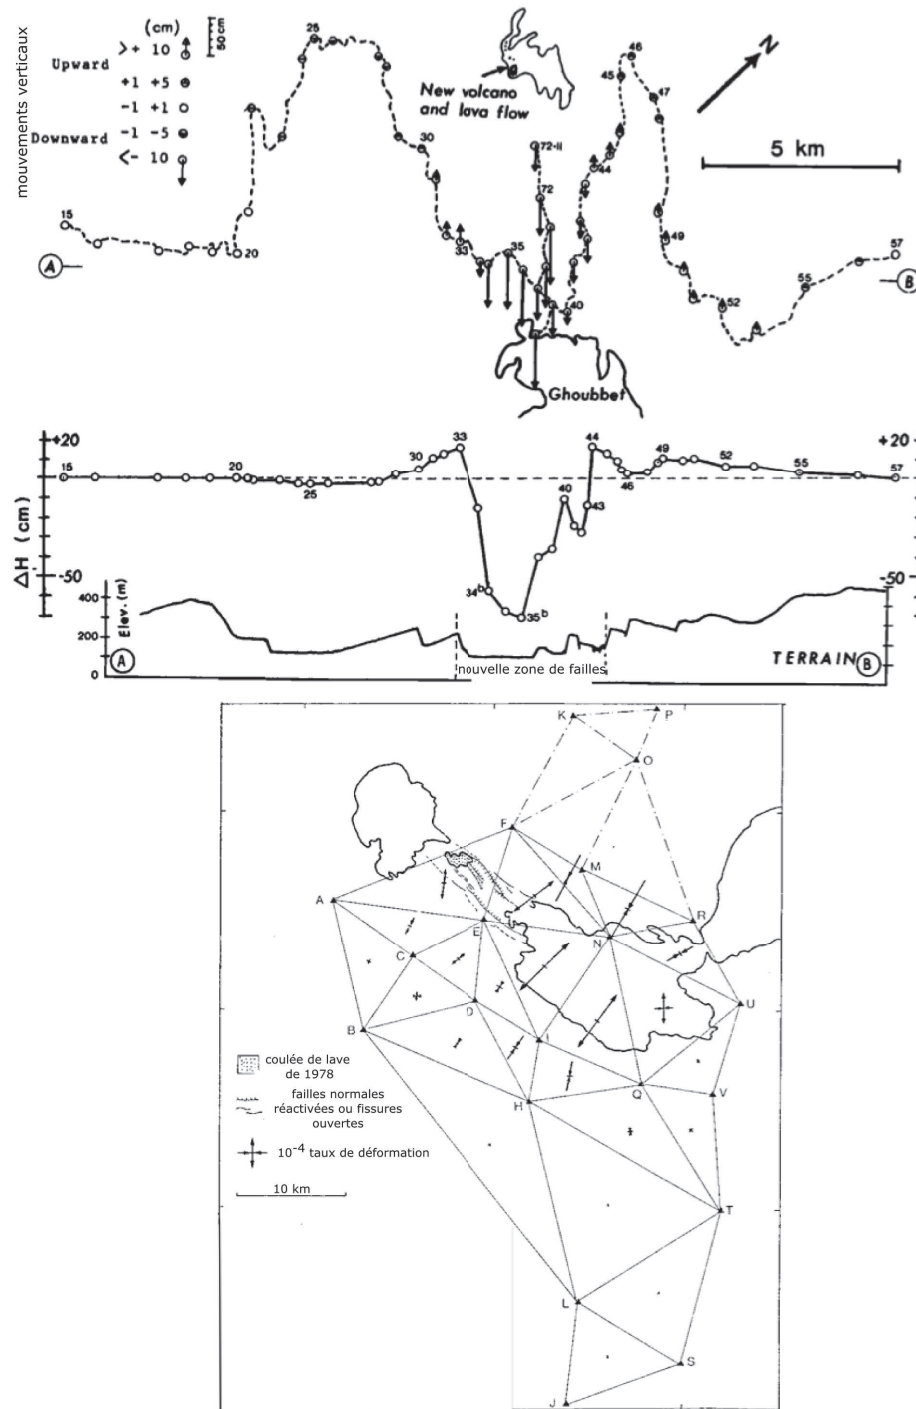 mouvements verticaux
(cm)
Upward
>+ 10
+1 +5
-1 +1
Downward
-1 -5
<- 10
cm
50
New volcano
and lava flow
N
5 km
15
20
25
30
33
35
40
44
45
46
47
49
52
55
57
72
72-II
A
B
Ghoubbet
ΔH (cm)
+20
-50
+20
-50
15
20
25
30
33
34b
35b
40
43
44
46
49
52
55
57
Elev. (m)
400
200
0
A
nouvelle zone de failles
TERRAIN
B
K
P
O
F
M
A
R
E
N
C
D
U
B
I
coulée de lave
de 1978
Q
V
H
failles normales
réactivées ou fissures
ouvertes
10-4 taux de déformation
10 km
T
L
S
J